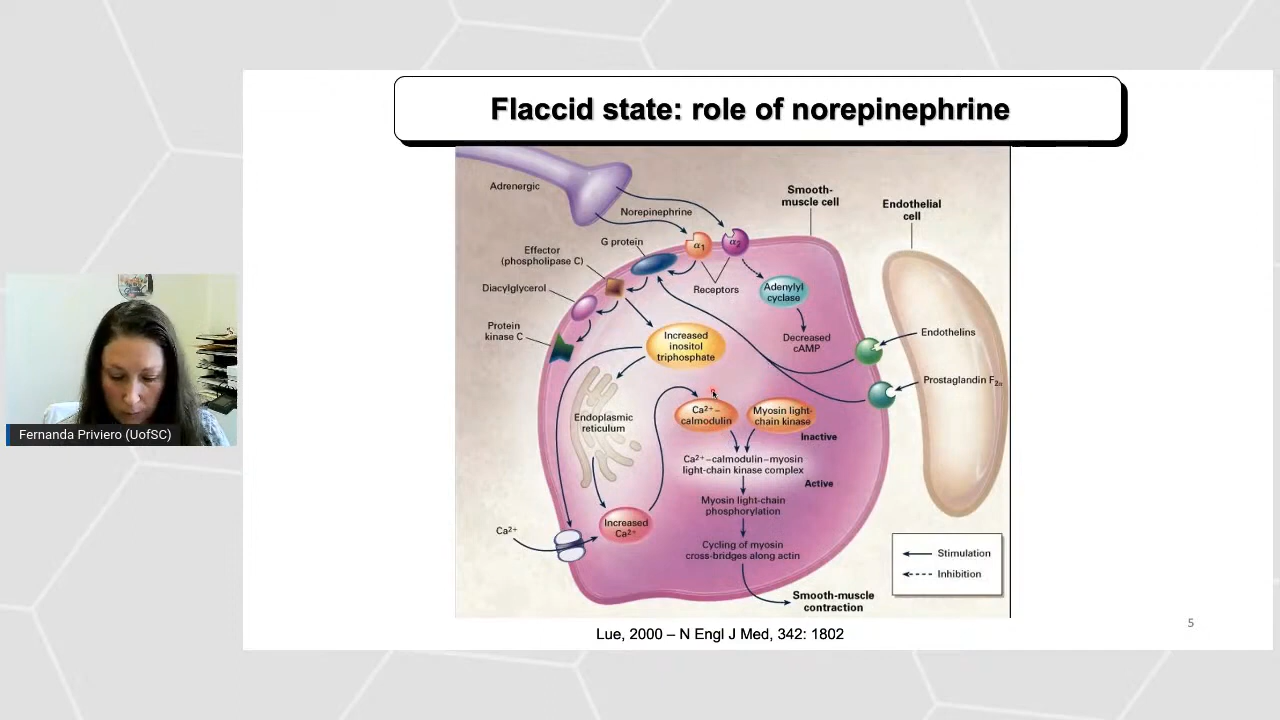 Flaccid state: role of norepinephrine
Adrenergic
Norepinephrine
Smooth-
muscle cell
Endothelial
cell
G protein
α1
α2
Effector
(phospholipase C)
Receptors
Adenylyl
cyclase
Diacylglycerol
Protein
kinase C
Increased
inositol
triphosphate
Decreased
cAMP
Endothelins
Prostaglandin F2α
Endoplasmic
reticulum
Ca2+–
calmodulin
Myosin light-
chain kinase
Inactive
Ca2+–calmodulin–myosin
light-chain kinase complex
Active
Myosin light-chain
phosphorylation
Increased
Ca2+
Ca2+
Cycling of myosin
cross-bridges along actin
Smooth-muscle
contraction
Stimulation
Inhibition
Lue, 2000 – N Engl J Med, 342: 1802
5
Fernanda Priviero (UofSC)